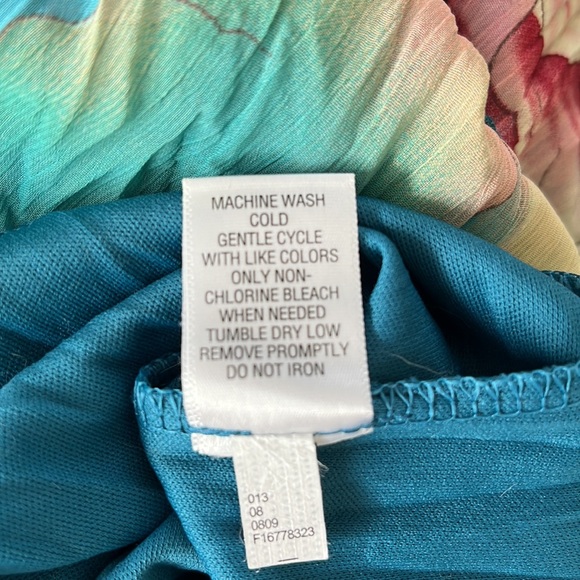 MACHINE WASH
COLD
GENTLE CYCLE
WITH LIKE COLORS
ONLY NON-
CHLORINE BLEACH
WHEN NEEDED
TUMBLE DRY LOW
REMOVE PROMPTLY
DO NOT IRON
013
08
0809
F16778323